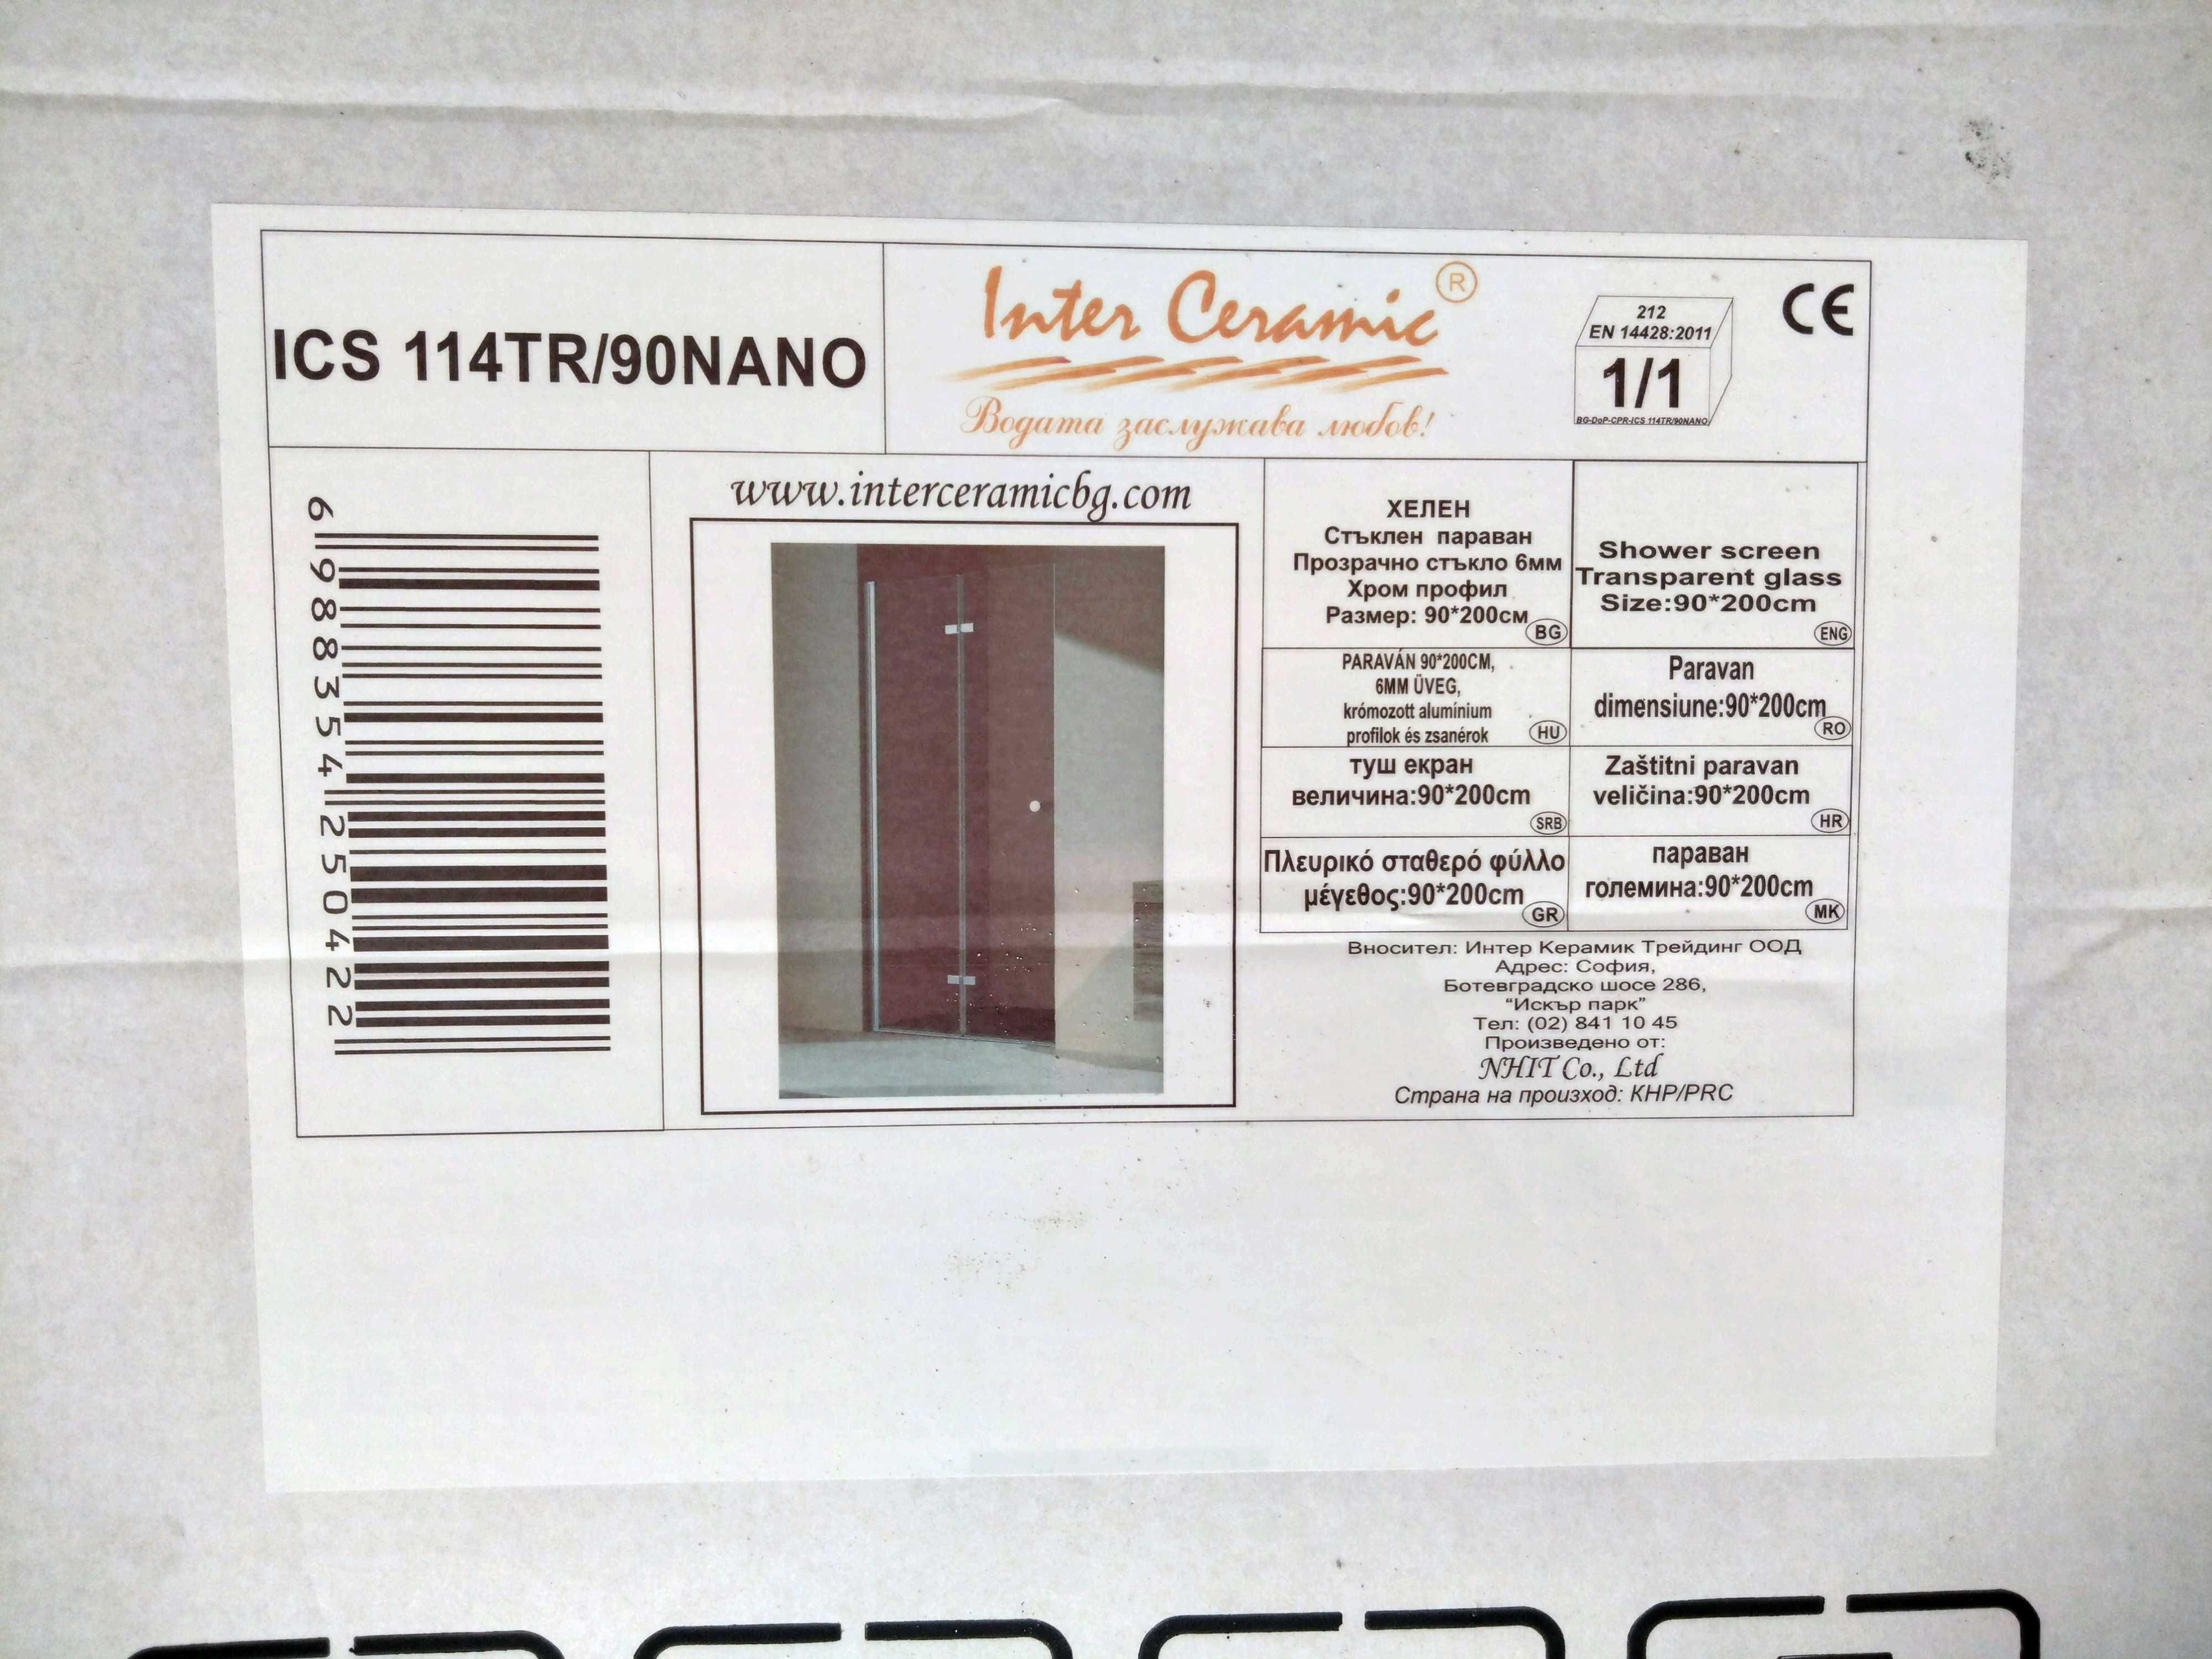 ICS 114TR/90NANO
Inter Ceramic®
Водата заслужава любов!
212
EN 14428:2011
1/1
BG-DoP-CPR-ICS 114TR/90NANO
CE
6 988354 250422
www.interceramicbg.com
ХЕЛЕН
Стъклен параван
Прозрачно стъкло 6мм
Хром профил
Размер: 90*200см
BG
Shower screen
Transparent glass
Size:90*200cm
ENG
PARAVÁN 90*200CM,
6MM ÜVEG,
krómozott alumínium
profilok és zsanérok
HU
Paravan
dimensiune:90*200cm
RO
туш екран
величина:90*200cm
SRB
Zaštitni paravan
veličina:90*200cm
HR
Πλευρικό σταθερό φύλλο
μέγεθος:90*200cm
GR
параван
големина:90*200cm
MK
Вносител: Интер Керамик Трейдинг ООД
Адрес: София,
Ботевградско шосе 286,
“Искър парк”
Тел: (02) 841 10 45
Произведено от:
NHIT Co., Ltd
Страна на произход: КНР/PRC